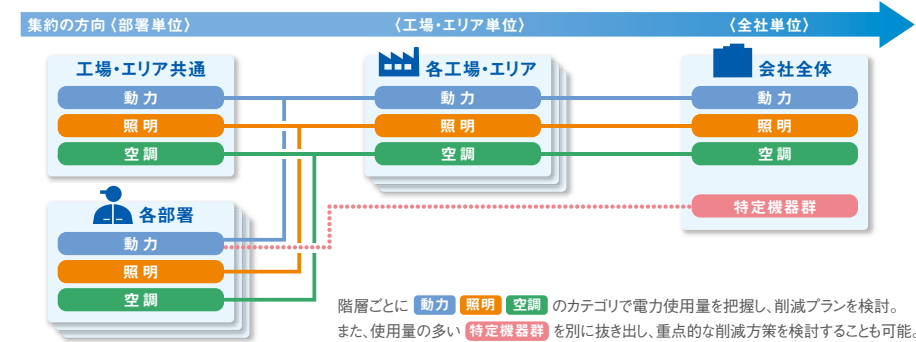 集約の方向〈部署単位〉
〈工場・エリア単位〉
〈全社単位〉
工場・エリア共通
動力
照明
空調
各部署
動力
照明
空調
各工場・エリア
動力
照明
空調
会社全体
動力
照明
空調
特定機器群
階層ごとに 動力 照明 空調 のカテゴリで電力使用量を把握し、削減プランを検討。
また、使用量の多い 特定機器群 を別に抜き出し、重点的な削減方策を検討することも可能。